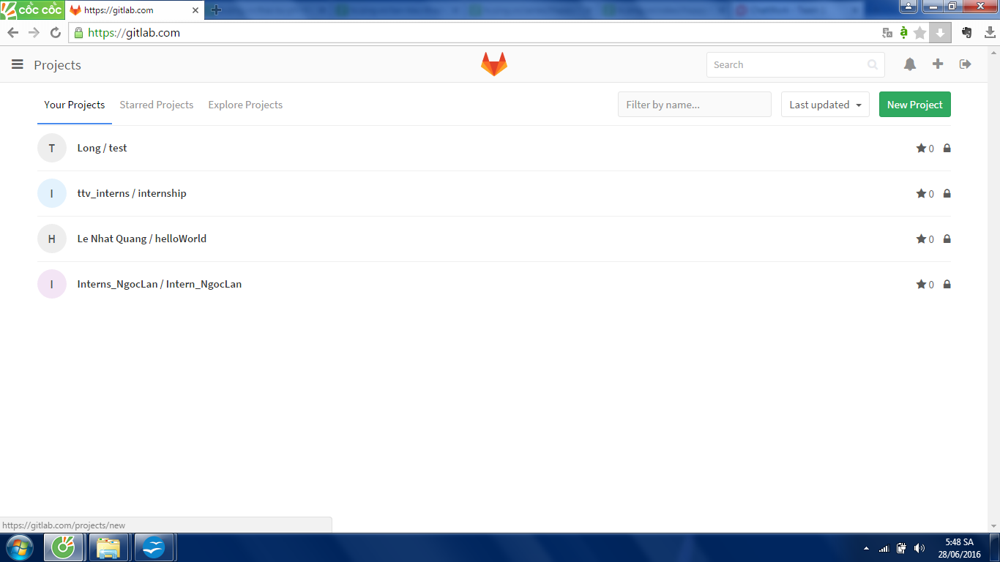 cốc cốc
https://gitlab.com
https://gitlab.com
Projects
Search
Your Projects Starred Projects Explore Projects
Filter by name...
Last updated
New Project
T Long / test 0
I ttv_interns / internship 0
H Le Nhat Quang / helloWorld 0
I Interns_NgocLan / Intern_NgocLan 0
https://gitlab.com/projects/new
5:48 SA
28/06/2016